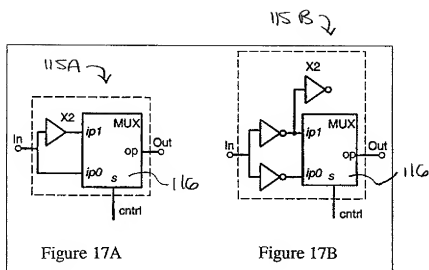 115A
115B
X2
In
ip1
MUX
op
Out
ip0
s
116
cntrl
X2
In
ip1
MUX
op
Out
ip0
s
116
cntrl
Figure 17A
Figure 17B